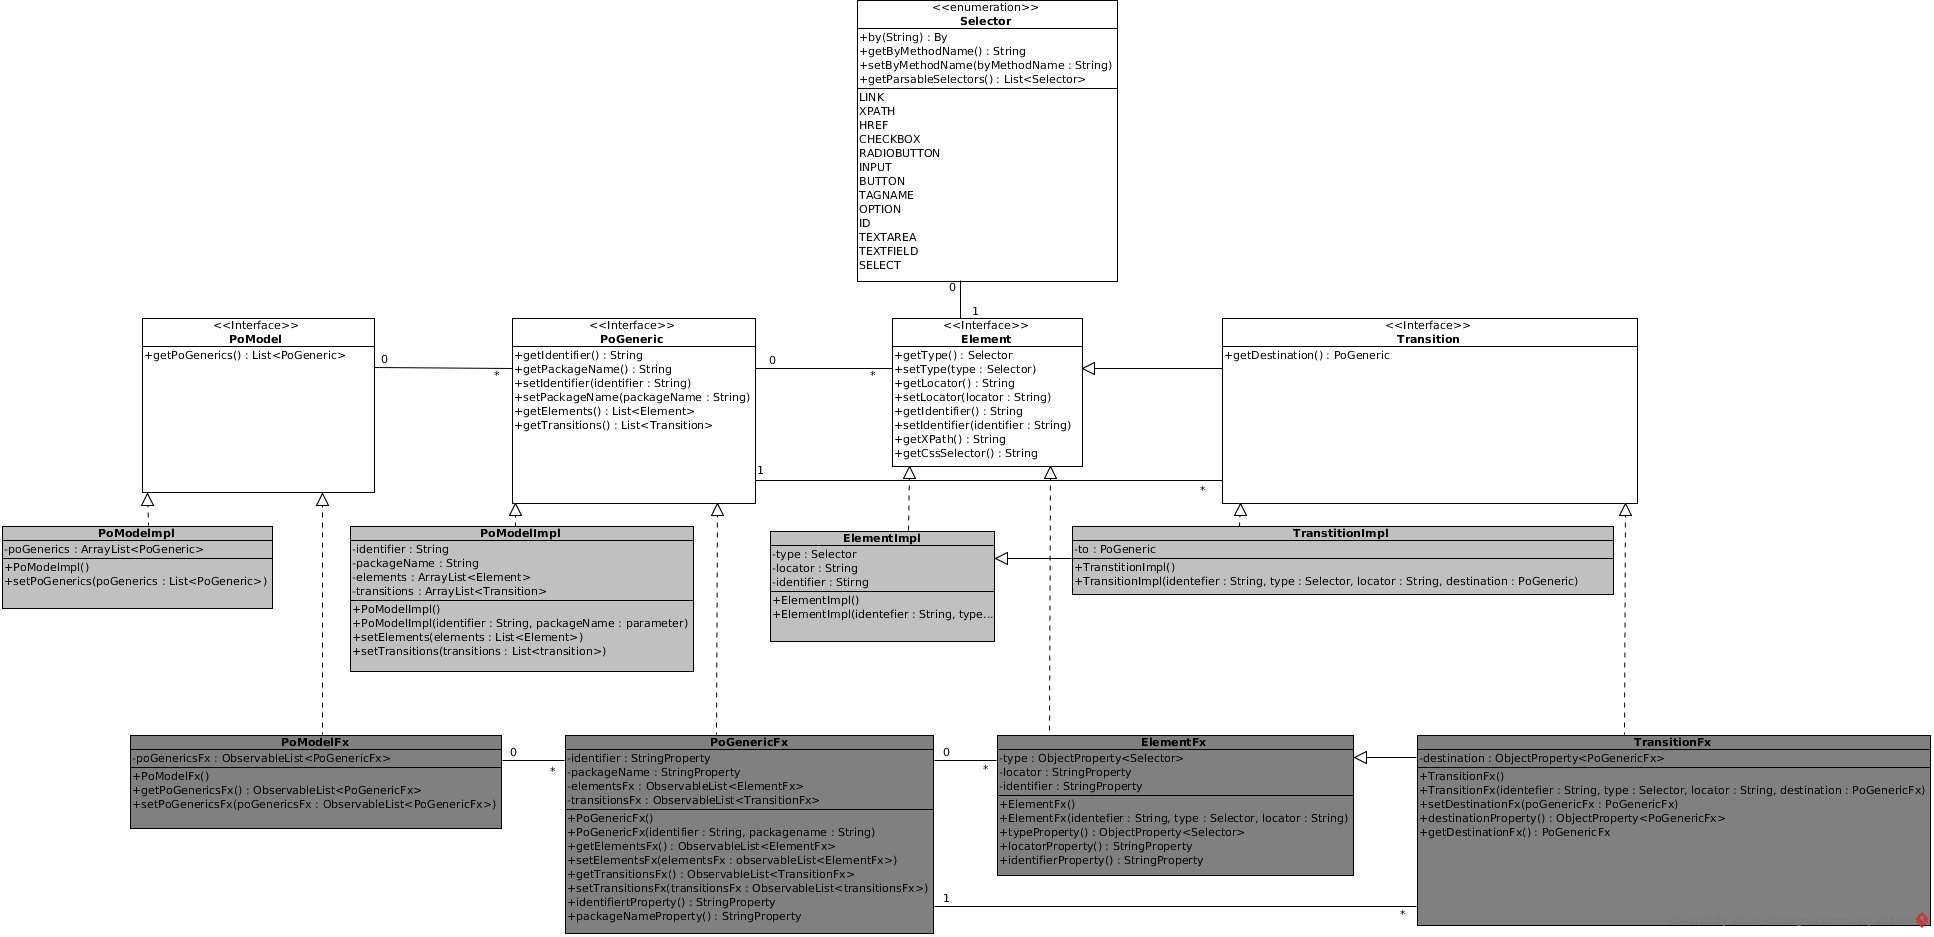 <<enumeration>>
Selector
+by(String) : By
+getByMethodName() : String
+setByMethodName(byMethodName : String)
+getParsableSelectors() : List<Selector>
LINK
XPATH
HREF
CHECKBOX
RADIOBUTTON
INPUT
BUTTON
TAGNAME
OPTION
ID
TEXTAREA
TEXTFIELD
SELECT
0
1
<<Interface>>
PoModel
+getPoGenerics() : List<PoGeneric>
0
*
<<Interface>>
PoGeneric
+getIdentifier() : String
+getPackageName() : String
+setIdentifier(identifier : String)
+setPackageName(packageName : String)
+getElements() : List<Element>
+getTransitions() : List<Transition>
0
*
1
*
<<Interface>>
Element
+getType() : Selector
+setType(type : Selector)
+getLocator() : String
+setLocator(locator : String)
+getIdentifier() : String
+setIdentifier(identifier : String)
+getXPath() : String
+getCssSelector() : String
<<Interface>>
Transition
+getDestination() : PoGeneric
PoModeImpl
-poGenerics : ArrayList<PoGeneric>
+PoModeImpl()
+setPoGenerics(poGenerics : List<PoGeneric>)
PoModelImpl
-identifier : String
-packageName : String
-elements : ArrayList<Element>
-transitions : ArrayList<Transition>
+PoModelImpl()
+PoModelImpl(identifier : String, packageName : parameter)
+setElements(elements : List<Element>)
+setTransitions(transitions : List<transition>)
ElementImpl
-type : Selector
-locator : String
-identifier : Stirng
+ElementImpl()
+ElementImpl(identefier : String, type...
TranstitionImpl
-to : PoGeneric
+TranstitionImpl()
+TransitionImpl(identefier : String, type : Selector, locator : String, destination : PoGeneric)
PoModelFx
-poGenericsFx : ObservableList<PoGenericFx>
+PoModelFx()
+getPoGenericsFx() : ObservableList<PoGenericFx>
+setPoGenericsFx(poGenericsFx : ObservableList<PoGenericFx>)
0
*
PoGenericFx
-identifier : StringProperty
-packageName : StringProperty
-elementsFx : ObservableList<ElementFx>
-transitionsFx : ObservableList<TransitionFx>
+PoGenericFx()
+PoGenericFx(identifier : String, packagename : String)
+getElementsFx() : ObservableList<ElementFx>
+setElementsFx(elementsFx : observableList<ElementFx>)
+getTransitionsFx() : ObservableList<TransitionFx>
+setTransitionsFx(transitionsFx : ObservableList<transitionsFx>)
+identifiertProperty() : StringProperty
+packageNameProperty() : StringProperty
0
*
1
*
ElementFx
-type : ObjectProperty<Selector>
-locator : StringProperty
-identifier : StringProperty
+ElementFx()
+ElementFx(identefier : String, type : Selector, locator : String)
+typeProperty() : ObjectProperty<Selector>
+locatorProperty() : StringProperty
+identifierProperty() : StringProperty
TransitionFx
-destination : ObjectProperty<PoGenericFx>
+TransitionFx()
+TransitionFx(identefier : String, type : Selector, locator : String, destination : PoGenericFx)
+setDestinationFx(poGenericFx : PoGenericFx)
+destinationProperty() : ObjectProperty<PoGenericFx>
+getDestinationFx() : PoGenericFx